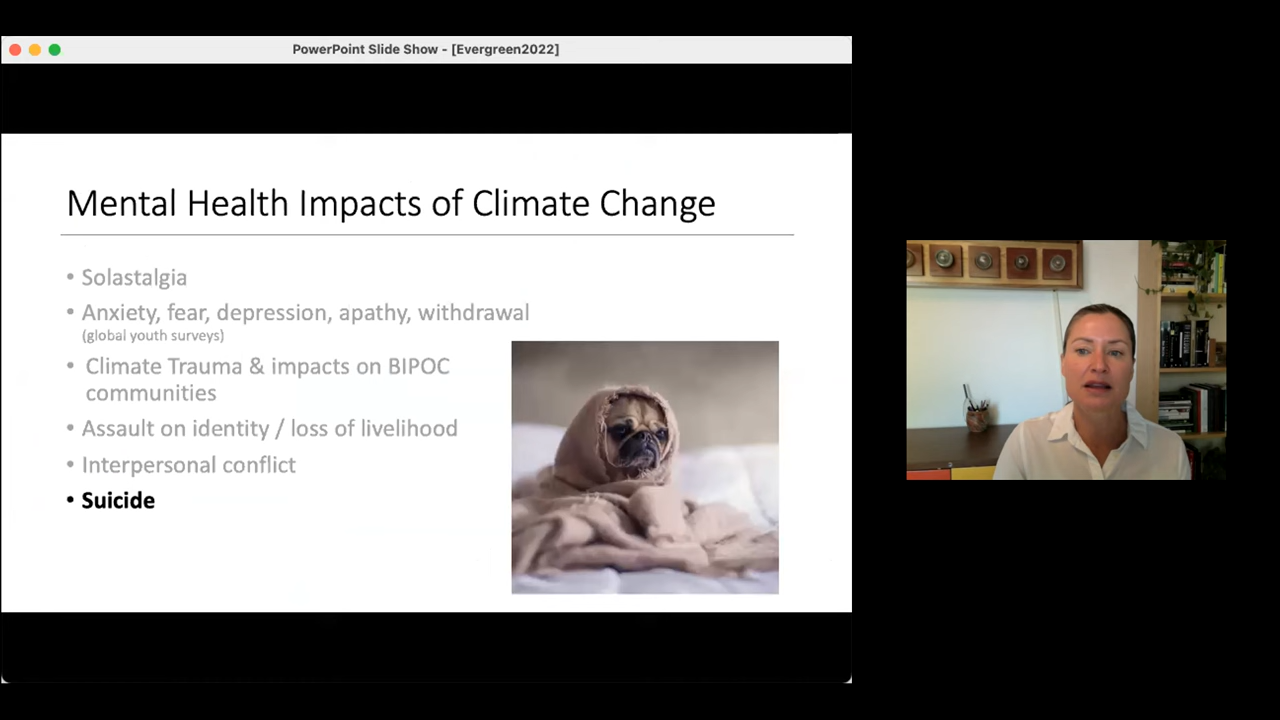 PowerPoint Slide Show - [Evergreen2022]
Mental Health Impacts of Climate Change
• Solastalgia
• Anxiety, fear, depression, apathy, withdrawal
(global youth surveys)
• Climate Trauma & impacts on BIPOC
communities
• Assault on identity / loss of livelihood
• Interpersonal conflict
• Suicide